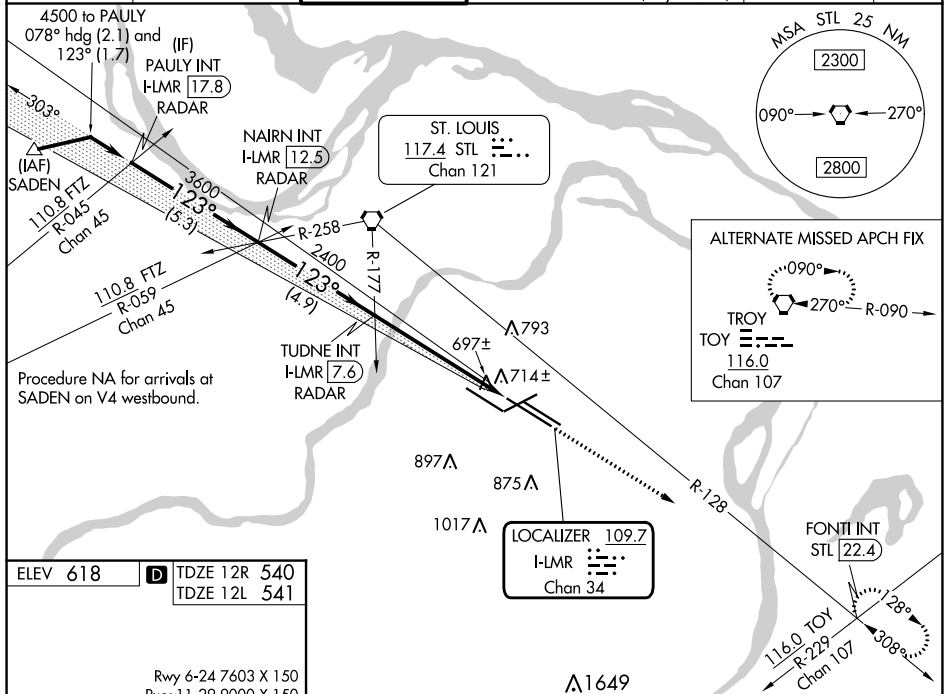 4500 to PAULY
078° hdg (2.1) and
123° (1.7)
(IF)
PAULY INT
I-LMR 17.8
RADAR
303°
(IAF)
SADEN
110.8 FTZ
R-045
Chan 45
3600
123°
(5.3)
NAIRN INT
I-LMR 12.5
RADAR
ST. LOUIS
117.4 STL
Chan 121
MSA STL 25 NM
2300
090°
270°
2800
R-258
2400
123°
(4.9)
R-177
110.8 FTZ
R-059
Chan 45
TUDNE INT
I-LMR 7.6
RADAR
Procedure NA for arrivals at
SADEN on V4 westbound.
793
697±
714±
ALTERNATE MISSED APCH FIX
090°
270°
R-090
TROY
TOY
116.0
Chan 107
897
875
1017
R-128
LOCALIZER 109.7
I-LMR
Chan 34
FONTI INT
STL 22.4
128°
308°
116.0 TOY
R-229
Chan 107
1649
ELEV 618
D
TDZE 12R 540
TDZE 12L 541
Rwy 6-24 7603 X 150